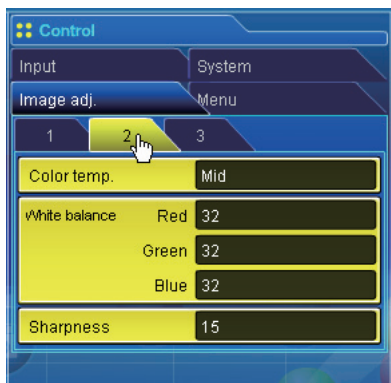 Control
Input System
Image adj. Menu
1 2 3
Color temp. Mid
White balance Red 32
Green 32
Blue 32
Sharpness 15